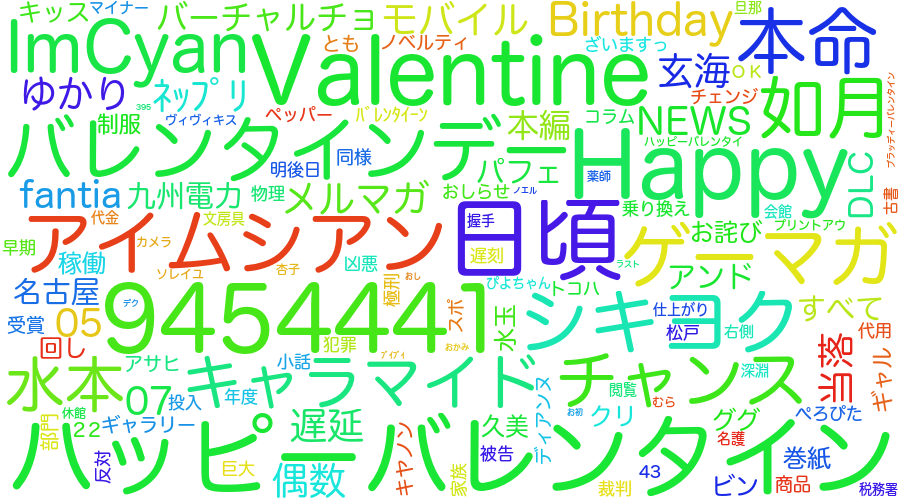 キッス
マイナー
バーチャルチョ
モバイル
Birthday
旦那
本命
ImCyan
Valentine
とも
ノベルティ
ざいますっ
玄海
ＯＫ
ゆかり
ﾈｯﾌﾟﾘ
チェンジ
如月
ブラッディーバレンタイン
395
制服
ヴィヴィキス
ペッパー
ﾊﾞﾚﾝﾀｲｰﾝ
本編
コラム
NEWS
ハッピーバレンタイ
バレンタインデー
明後日
同様
パフェ
Happy
薬師
DLC
fantia
九州電力
物理
メルマガ
おしらせ
ノエル
乗り換え
会館
古書
代金
文房具
アイムシアン
日頃
握手
お詫び
プリントアウ
早期
カメラ
稼働
ソレイユ
杏子
凶悪
極刑
おし
遅刻
ラスト
ゲーマガ
ぴよちゃん
トコハ
アンド
名古屋
デク
9454441
スポ
水玉
シキヨク
仕上がり
すべて
受賞
05
松戸
右側
代用
回し
アサヒ
小話
犯罪
ブイブイ
おかみ
当落
ギャル
水本
07
キャラマイド
チャンス
深淵
投入
年度
ディアンヌ
閲覧
むら
休館
２２
部門
ギャラリー
遅延
久美
お初
クリ
ググ
ぺろぴた
名護
反対
ハッピーバレンタイン
巨大
偶数
キヤノン
家族
被告
43
巻紙
裁判
ビン
商品
税務署